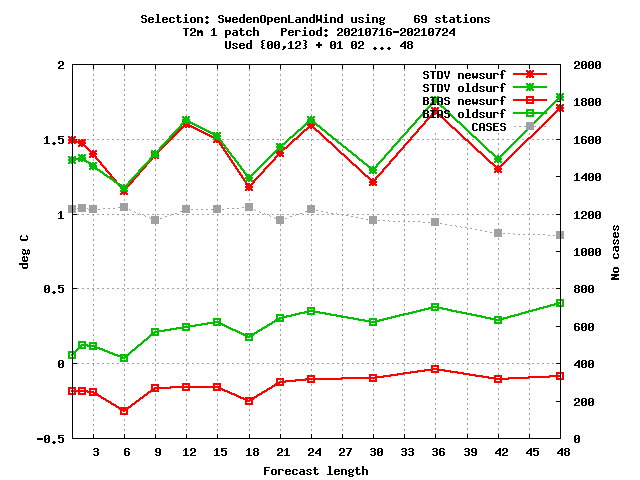 Selection: SwedenOpenLandWind using    69 stations
T2m 1 patch   Period: 20210716-20210724
Used {00,12} + 01 02 ... 48
STDV newsurf
STDV oldsurf
BIAS newsurf
BIAS oldsurf
CASES
2
1.5
1
0.5
0
-0.5
deg C
2000
1800
1600
1400
1200
1000
800
600
400
200
0
No cases
3 6 9 12 15 18 21 24 27 30 33 36 39 42 45 48
Forecast length